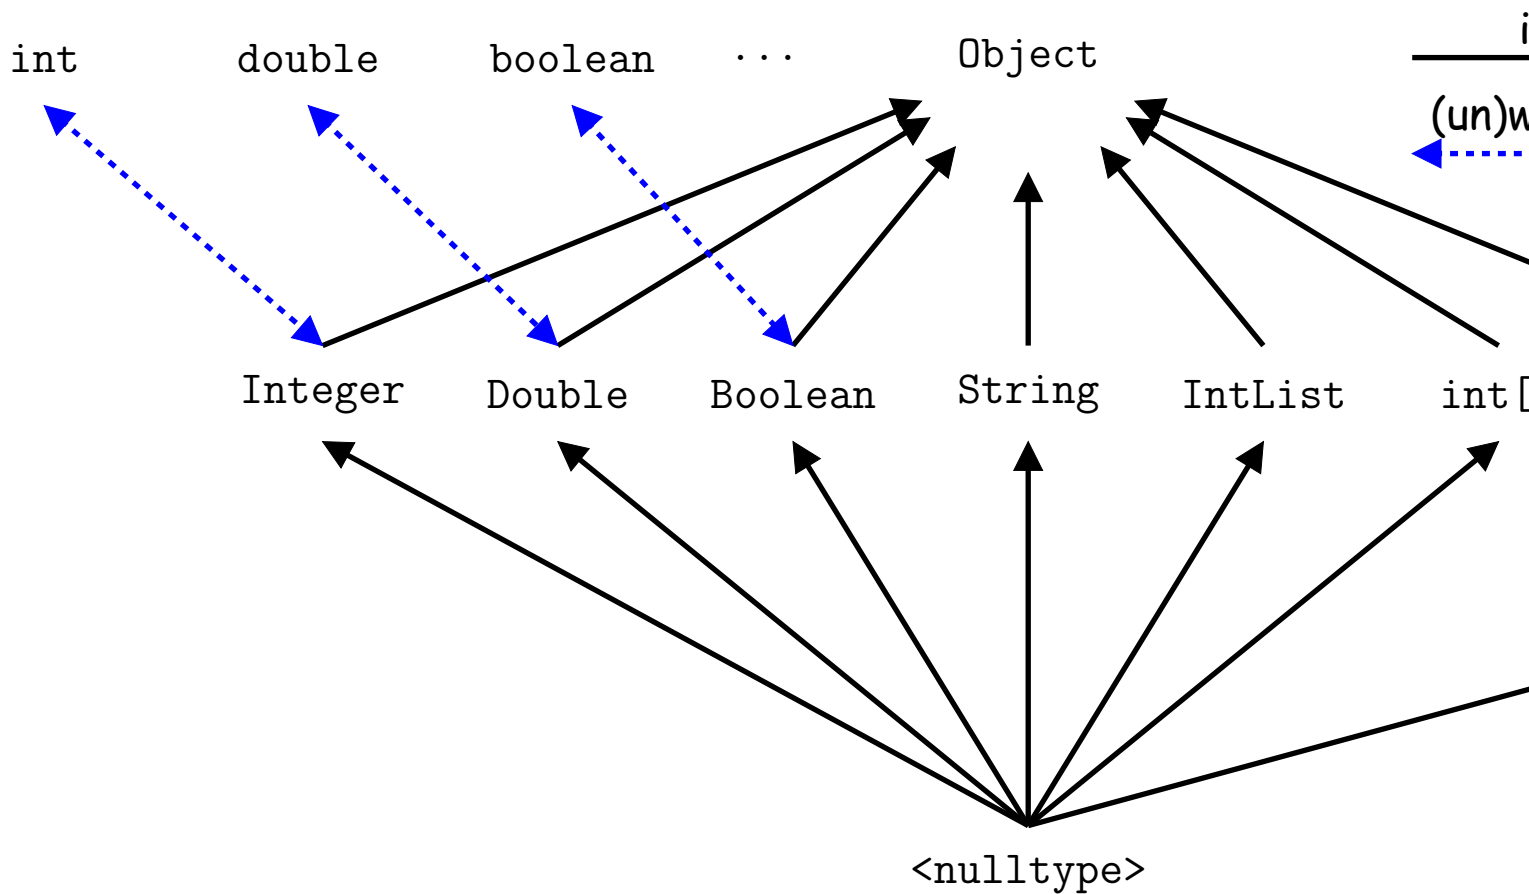 int double boolean ··· Object
(un)w
Integer Double Boolean String IntList int[
<nulltype>